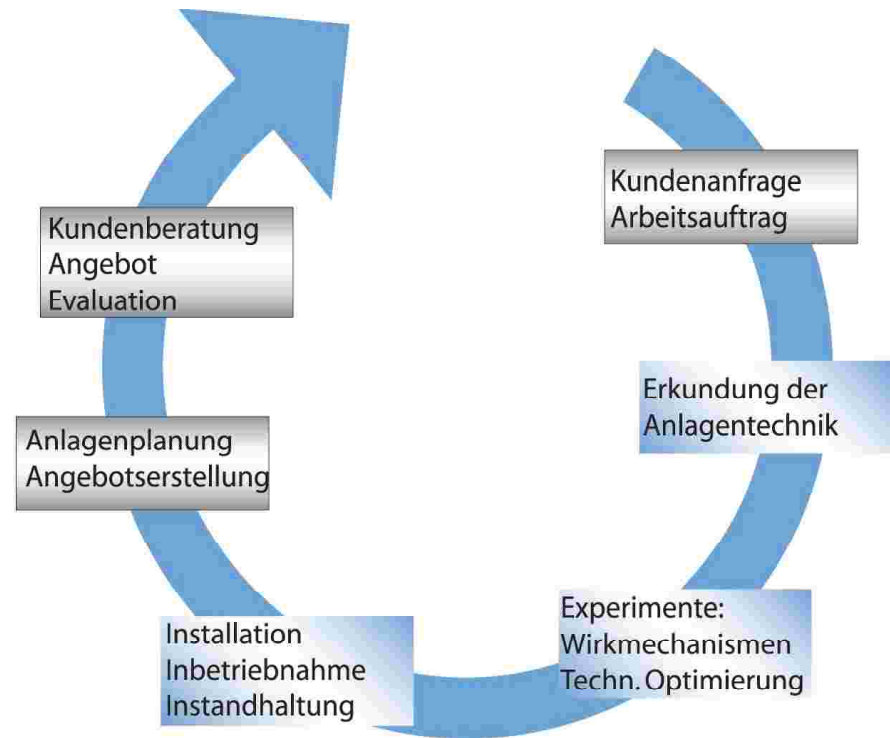 Kundenanfrage
Arbeitsauftrag
Erkundung der
Anlagentechnik
Experimente:
Wirkmechanismen
Techn. Optimierung
Installation
Inbetriebnahme
Instandhaltung
Anlagenplanung
Angebotserstellung
Kundenberatung
Angebot
Evaluation